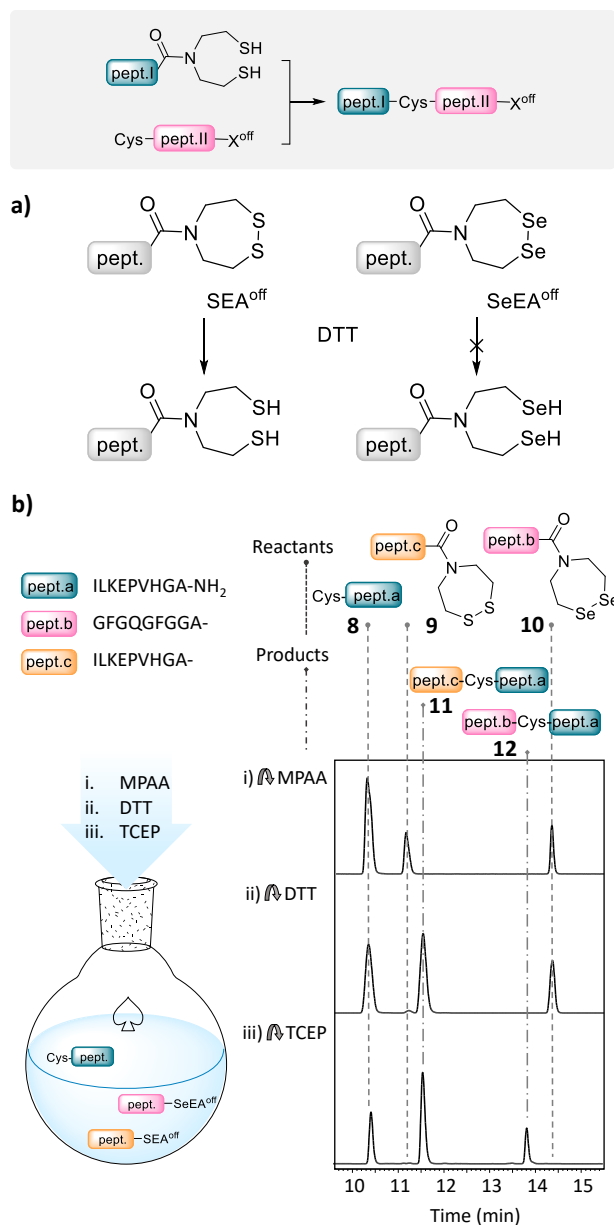 O
SH
pept.I
N
SH
pept.I
Cys
pept.II
X^off
Cys
pept.II
X^off
a)
O
S
S
N
pept.
SEA^off
O
Se
Se
N
pept.
SeEA^off
DTT
O
SH
SH
N
pept.
O
SeH
SeH
N
pept.
b)
pept.a ILKEPVHGA-NH₂
pept.b GFGQGFGGA-
pept.c ILKEPVHGA-
Reactants
Cys-pept.a
8
pept.c
O
N
S-S
9
pept.b
O
N
Se-Se
10
Products
pept.c-Cys-pept.a
11
pept.b-Cys-pept.a
12
i. MPAA
ii. DTT
iii. TCEP
i) MPAA
ii) DTT
iii) TCEP
Cys-pept.
pept.-SeEA^off
pept.-SEA^off
10 11 12 13 14 15
Time (min)